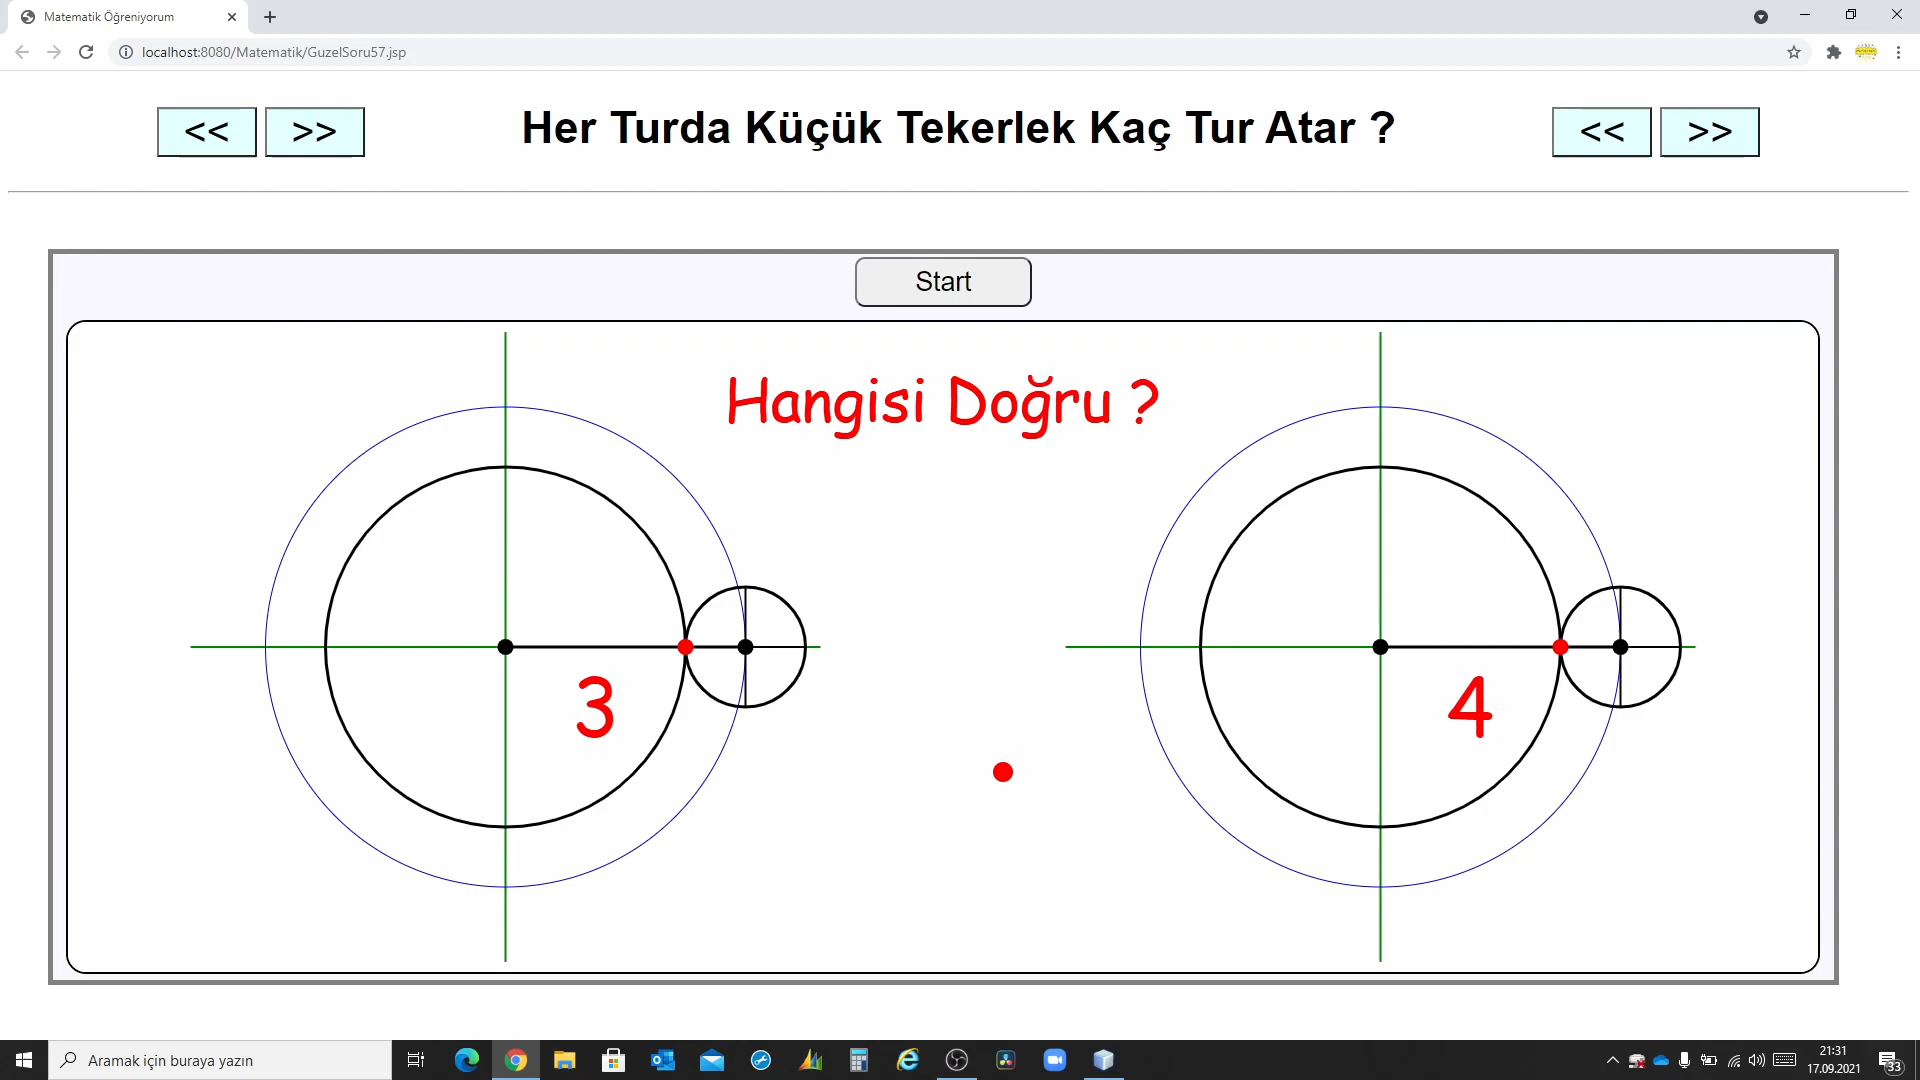 Matematik Öğreniyorum
localhost:8080/Matematik/GuzelSoru57.jsp
<< >> Her Turda Küçük Tekerlek Kaç Tur Atar ? << >>
Start
Hangisi Doğru ?
3 4
Aramak için buraya yazın
21:31
17.09.2021
33